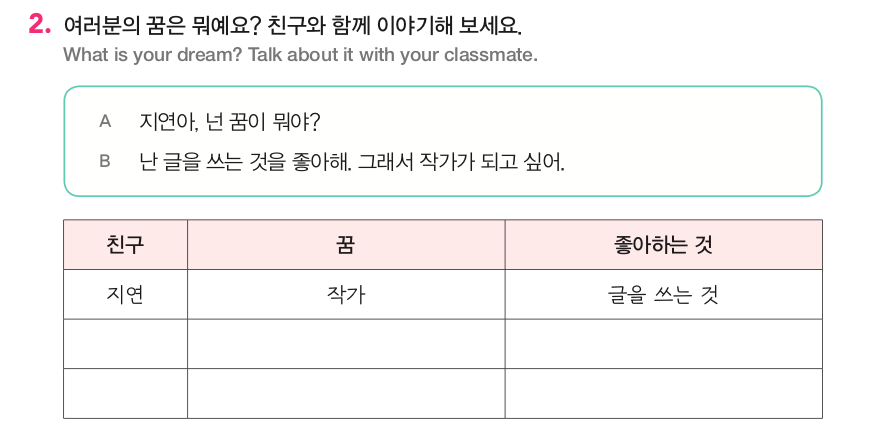 2. 여러분의 꿈은 뭐예요? 친구와 함께 이야기해 보세요.
What is your dream? Talk about it with your classmate.
A 지연아, 넌 꿈이 뭐야?
B 난 글을 쓰는 것을 좋아해. 그래서 작가가 되고 싶어.
친구 꿈 좋아하는 것
지연 작가 글을 쓰는 것